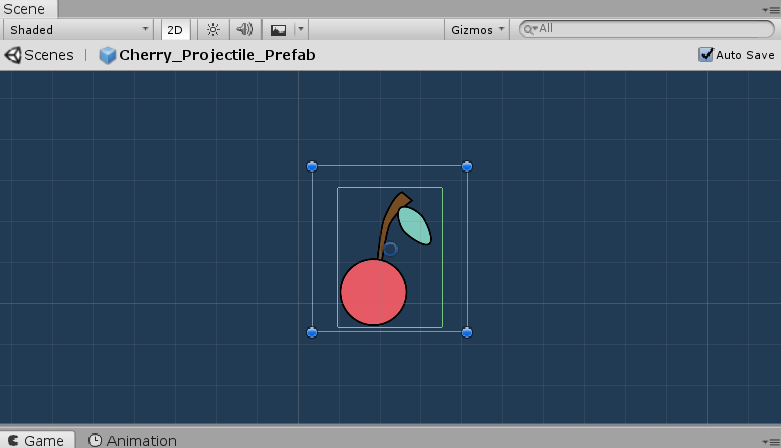 Scene
Shaded 2D Gizmos All
Scenes Cherry_Projectile_Prefab Auto Save
Game Animation